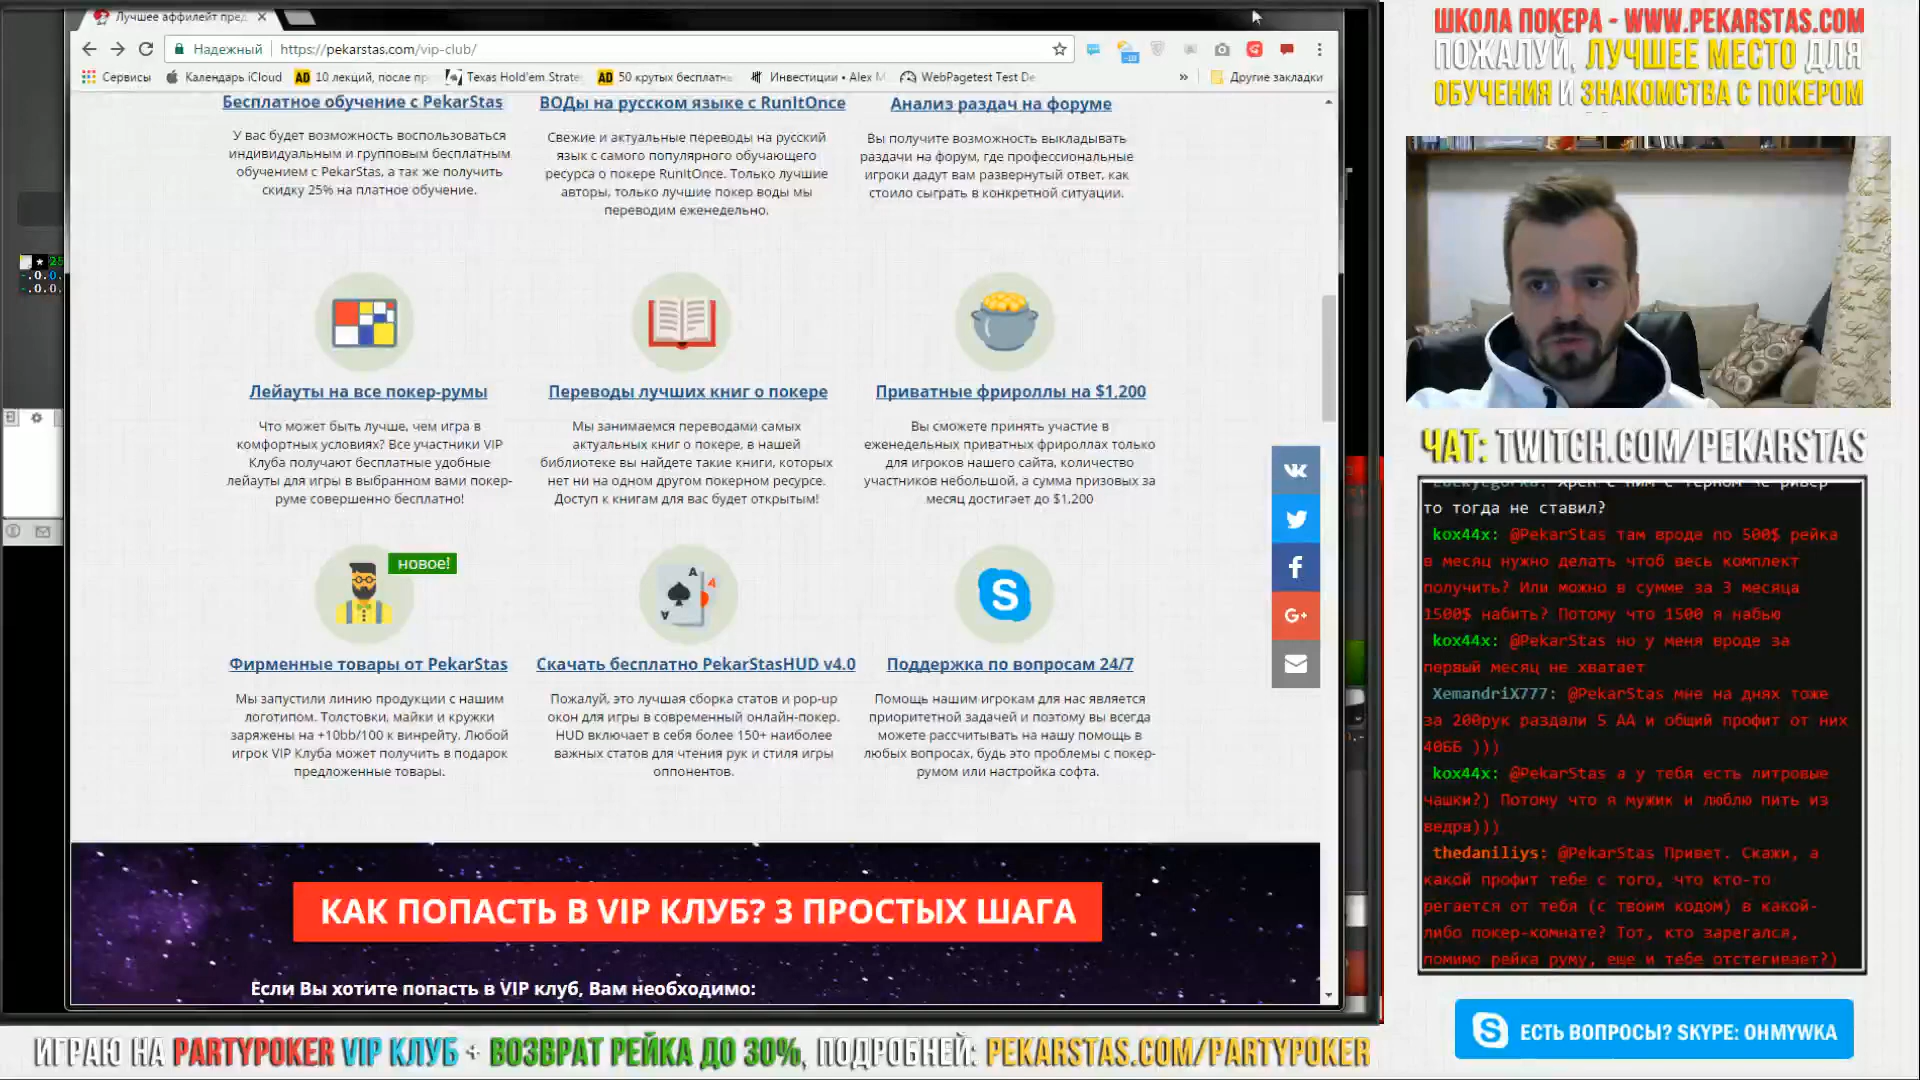 Лучшее аффилейт пред
Надежный
https://pekarstas.com/vip-club/
Сервисы
Календарь iCloud
AD 10 лекций, после пр
Texas Hold'em Strate
AD 50 крутых бесплатн
Инвестиции • Alex M
WebPagetest Test De
»
Другие закладки
Бесплатное обучение с PekarStas
У вас будет возможность воспользоваться
индивидуальным и групповым бесплатным
обучением с PekarStas, а так же получить
скидку 25% на платное обучение.
ВОДы на русском языке с RunItOnce
Свежие и актуальные переводы на русский
язык с самого популярного обучающего
ресурса о покере RunItOnce. Только лучшие
авторы, только лучшие покер воды мы
переводим еженедельно.
Анализ раздач на форуме
Вы получите возможность выкладывать
раздачи на форум, где профессиональные
игроки дадут вам развернутый ответ, как
стоило сыграть в конкретной ситуации.
Лейауты на все покер-румы
Что может быть лучше, чем игра в
комфортных условиях? Все участники VIP
Клуба получают бесплатные удобные
лейауты для игры в выбранном вами покер-
руме совершенно бесплатно!
Переводы лучших книг о покере
Мы занимаемся переводами самых
актуальных книг о покере, в нашей
библиотеке вы найдете такие книги, которых
нет ни на одном другом покерном ресурсе.
Доступ к книгам для вас будет открытым!
Приватные фрироллы на $1,200
Вы сможете принять участие в
еженедельных приватных фрироллах только
для игроков нашего сайта, количество
участников небольшой, а сумма призовых за
месяц достигает до $1,200
новое!
Фирменные товары от PekarStas
Мы запустили линию продукции с нашим
логотипом. Толстовки, майки и кружки
заряжены на +10bb/100 к винрейту. Любой
игрок VIP Клуба может получить в подарок
предложенные товары.
Скачать бесплатно PekarStasHUD v4.0
Пожалуй, это лучшая сборка статов и pop-up
окон для игры в современный онлайн-покер.
HUD включает в себя более 150+ наиболее
важных статов для чтения рук и стиля игры
оппонентов.
Поддержка по вопросам 24/7
Помощь нашим игрокам для нас является
приоритетной задачей и поэтому вы всегда
можете рассчитывать на нашу помощь в
любых вопросах, будь это проблемы с покер-
румом или настройка софта.
КАК ПОПАСТЬ В VIP КЛУБ? 3 ПРОСТЫХ ШАГА
Если Вы хотите попасть в VIP клуб, Вам необходимо:
ШКОЛА ПОКЕРА - WWW.PEKARSTAS.COM
ПОЖАЛУЙ, ЛУЧШЕЕ МЕСТО ДЛЯ
ОБУЧЕНИЯ И ЗНАКОМСТВА С ПОКЕРОМ
ЧАТ: TWITCH.COM/PEKARSTAS
то тогда не ставил?
kox44x: @PekarStas там вроде по 500$ рейка
в месяц нужно делать чтоб весь комплект
получить? Или можно в сумме за 3 месяца
1500$ набить? Потому что 1500 я набью
kox44x: @PekarStas но у меня вроде за
первый месяц не хватает
XemandriX777: @PekarStas мне на днях тоже
за 200рук раздали 5 АА и общий профит от них
40ББ )))
kox44x: @PekarStas а у тебя есть литровые
чашки?) Потому что я мужик и люблю пить из
ведра)))
thedaniliys: @PekarStas Привет. Скажи, а
какой профит тебе с того, что кто-то
регается от тебя (с твоим кодом) в какой-
либо покер-комнате? Тот, кто зарегался,
помимо рейка руму, еще и тебе отстегивает?)
ЕСТЬ ВОПРОСЫ? SKYPE: OHMYWKA
ИГРАЮ НА PARTYPOKER VIP КЛУБ + ВОЗВРАТ РЕЙКА ДО 30%, ПОДРОБНЕЙ: PEKARSTAS.COM/PARTYPOKER